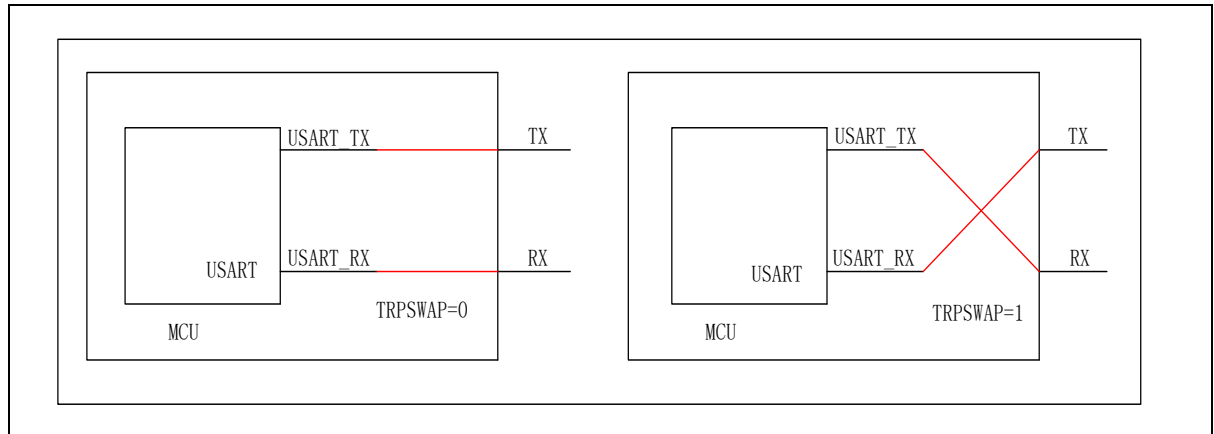 USART_TX TX
USART_RX RX
USART
TRPSWAP=0
MCU
USART_TX TX
USART_RX RX
USART
TRPSWAP=1
MCU